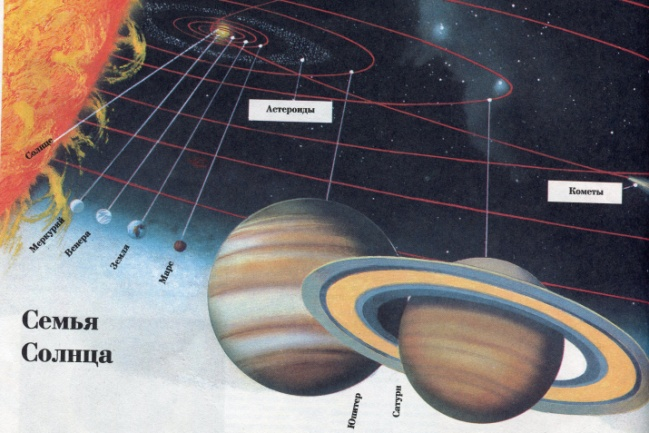 Астероиды
Солнце
Кометы
Меркурий
Венера
Земля
Марс
Семья
Солнца
Юпитер
Сатурн